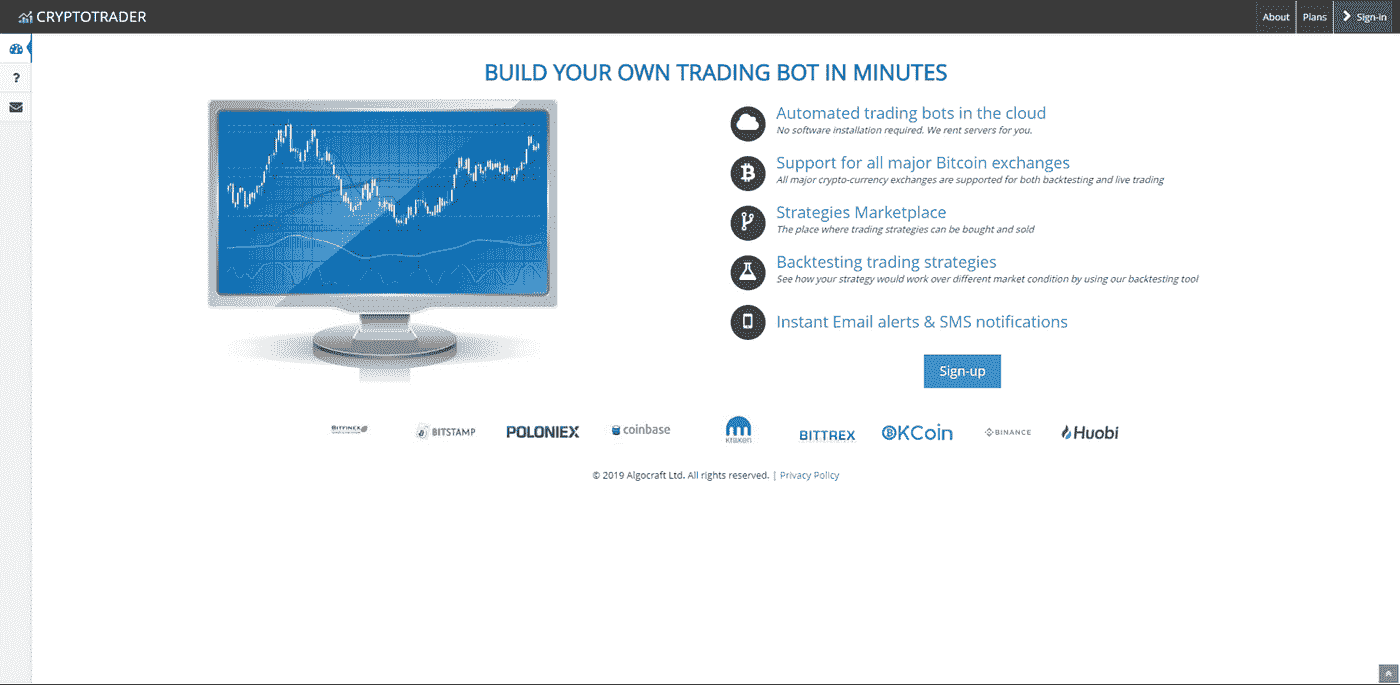 CRYPTOTRADER
About
Plans
Sign-in
?
BUILD YOUR OWN TRADING BOT IN MINUTES
Automated trading bots in the cloud
No software installation required. We rent servers for you.
Support for all major Bitcoin exchanges
All major crypto-currency exchanges are supported for both backtesting and live trading
Strategies Marketplace
The place where trading strategies can be bought and sold
Backtesting trading strategies
See how your strategy would work over different market condition by using our backtesting tool
Instant Email alerts & SMS notifications
Sign-up
BITFINEX
BITSTAMP
POLONIEX
coinbase
kraken
BITTREX
OKCoin
BINANCE
Huobi
© 2019 Algocraft Ltd. All rights reserved. | Privacy Policy